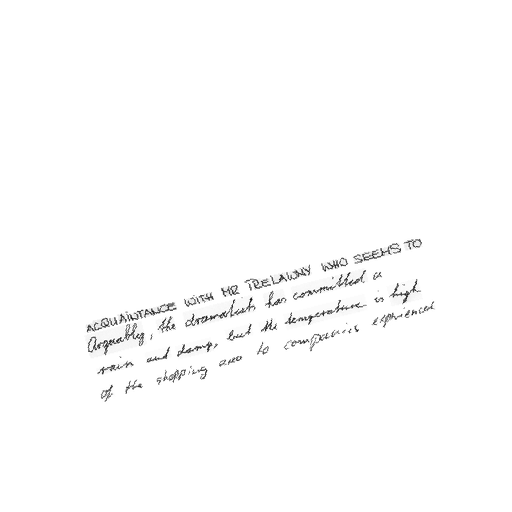 ACQUAINTANCE WITH MR TRELAWNY WHO SEEMS TO
Arguably, the dramatists has committed a
rain and damp, but the temperature is high
of the shopping area to companies experienced